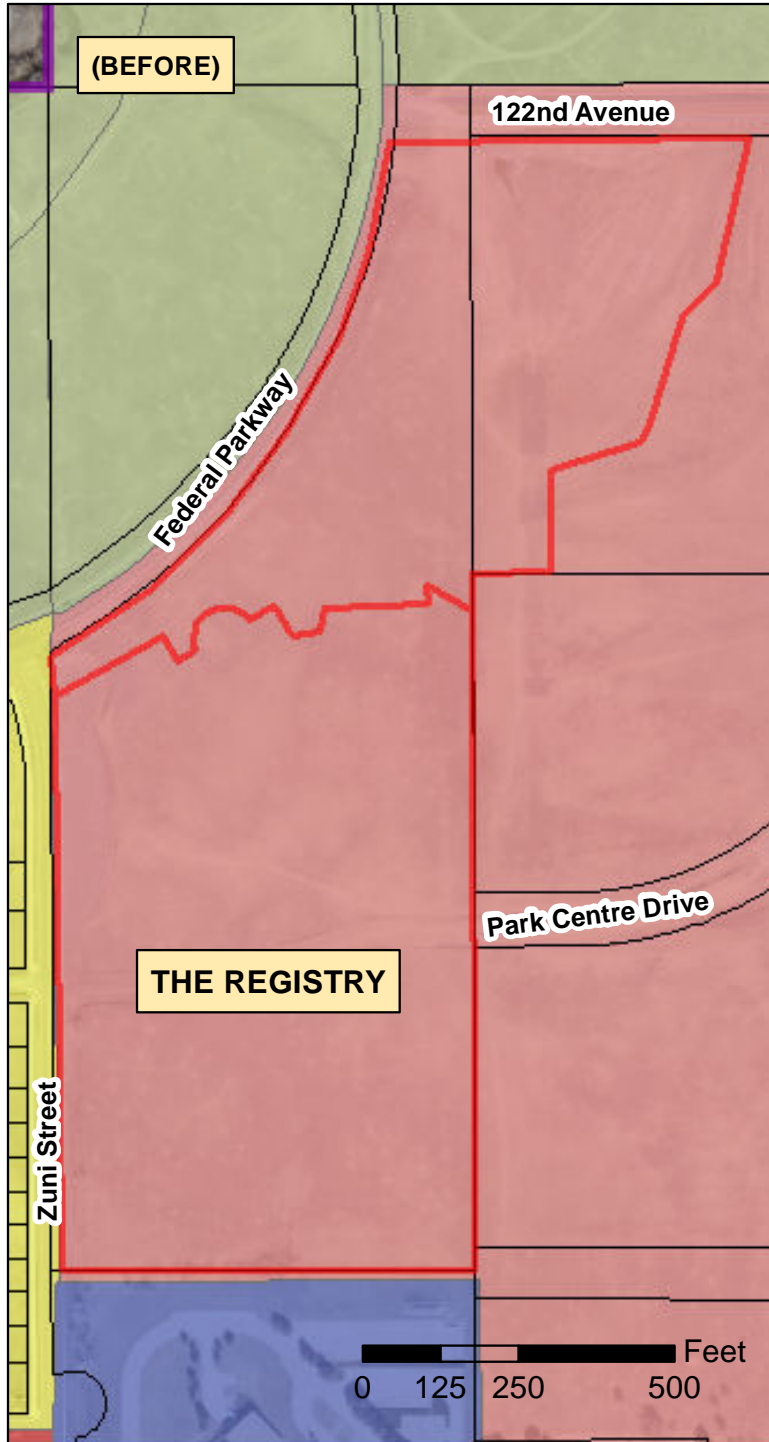 (BEFORE)
122nd Avenue
Federal Parkway
Park Centre Drive
THE REGISTRY
Zuni Street
Feet
0 125 250 500